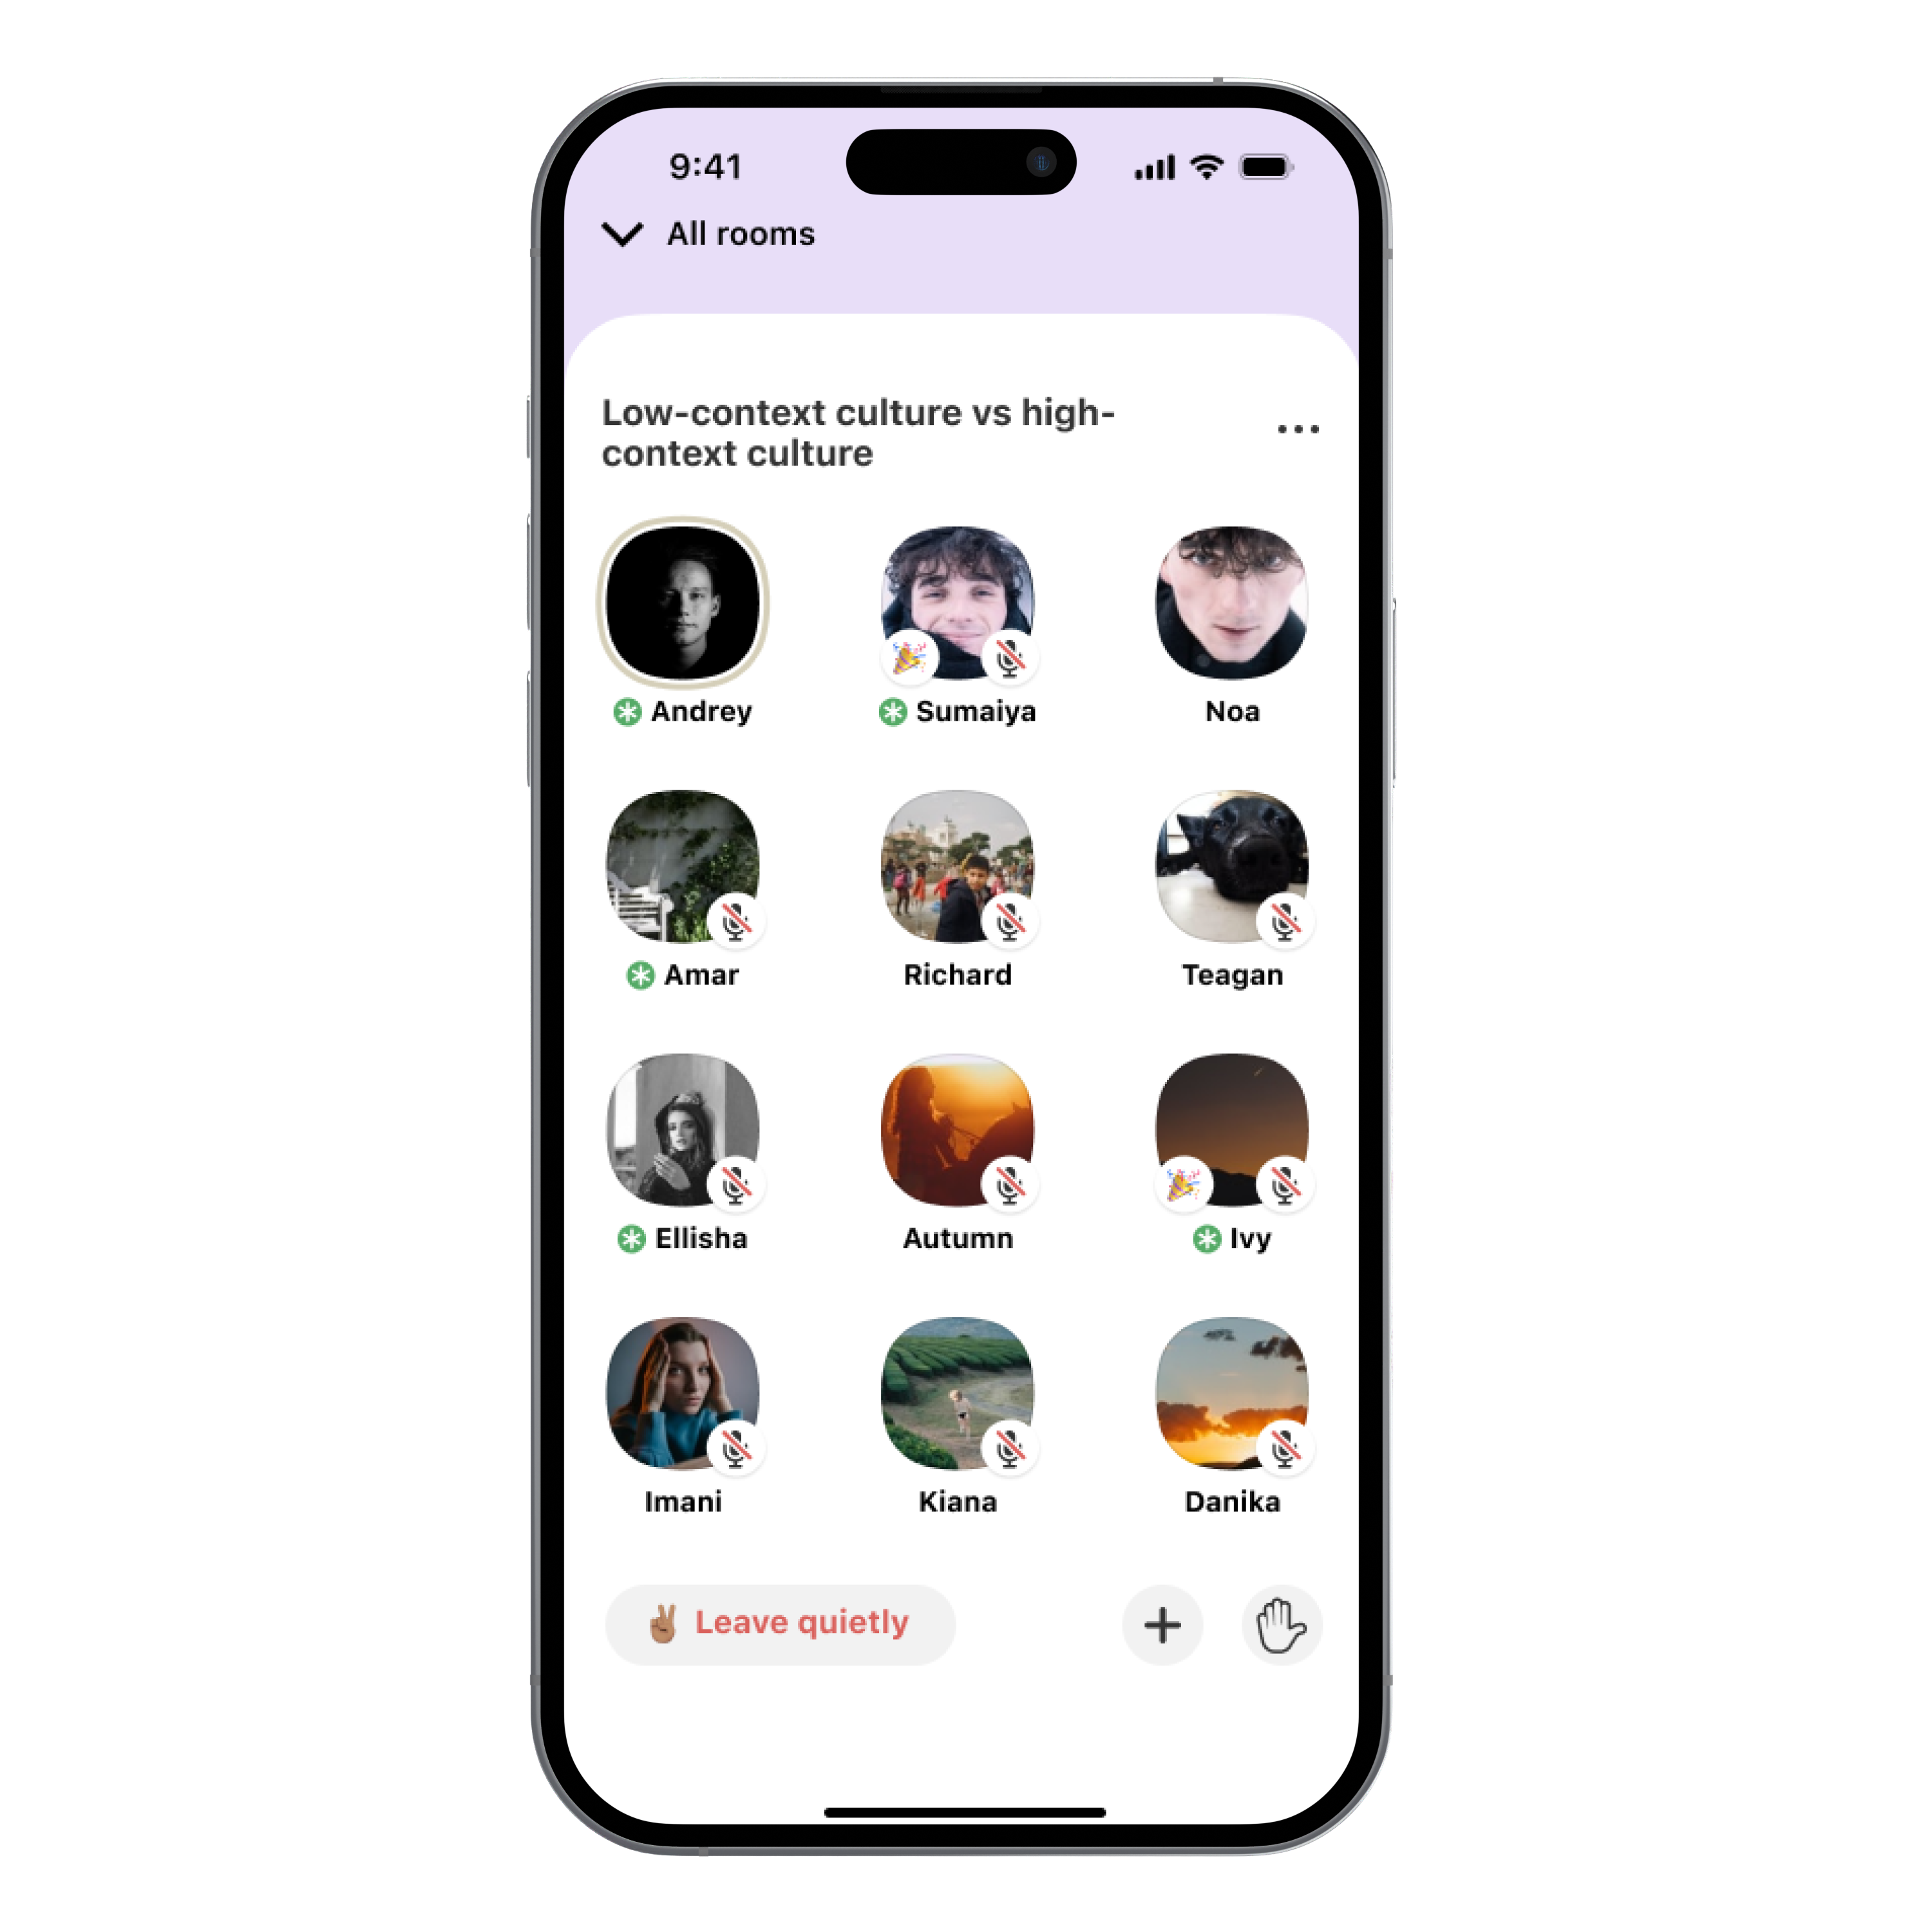 9:41
All rooms
Low-context culture vs high-
context culture
Andrey
Sumaiya
Noa
Amar
Richard
Teagan
Ellisha
Autumn
Ivy
Imani
Kiana
Danika
Leave quietly